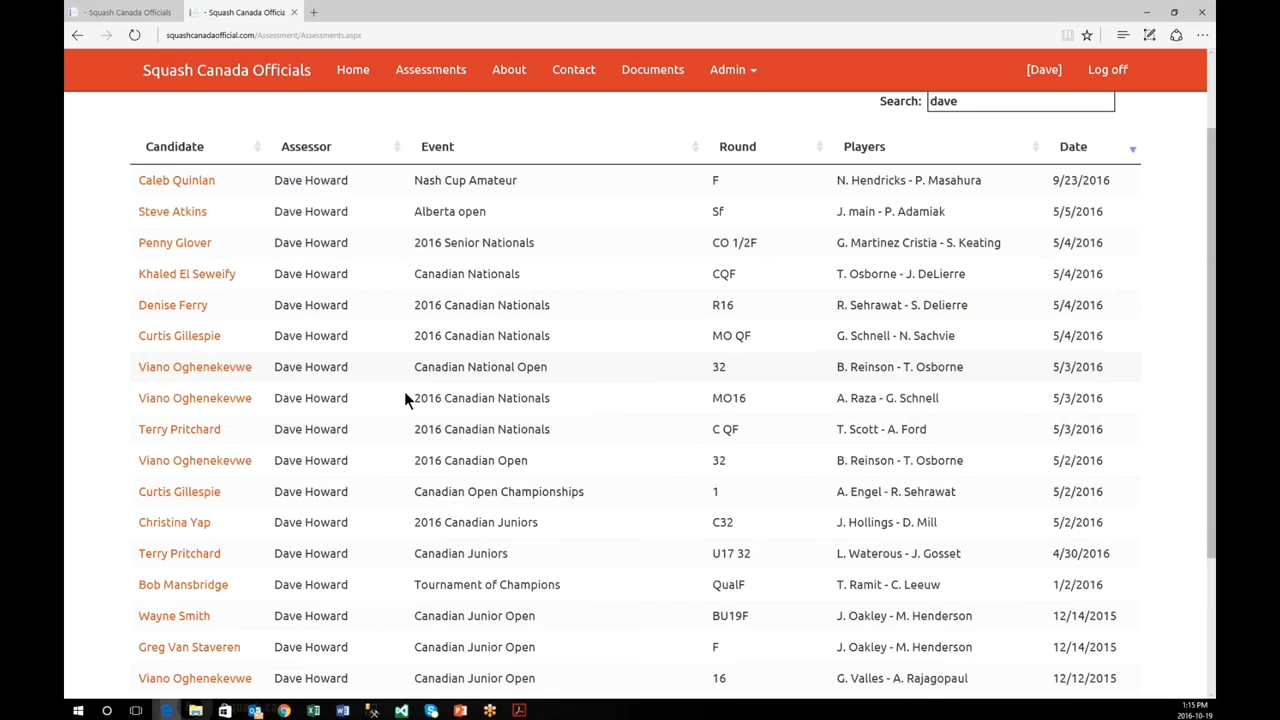 - Squash Canada Officials
- Squash Canada Officia
squashcanadaofficial.com/Assessment/Assessments.aspx
Squash Canada Officials Home Assessments About Contact Documents Admin [Dave] Log off
Search: dave
Candidate Assessor Event Round Players Date
Caleb Quinlan Dave Howard Nash Cup Amateur F N. Hendricks - P. Masahura 9/23/2016
Steve Atkins Dave Howard Alberta open Sf J. main - P. Adamiak 5/5/2016
Penny Glover Dave Howard 2016 Senior Nationals CO 1/2F G. Martinez Cristia - S. Keating 5/4/2016
Khaled El Seweify Dave Howard Canadian Nationals CQF T. Osborne - J. DeLierre 5/4/2016
Denise Ferry Dave Howard 2016 Canadian Nationals R16 R. Sehrawat - S. Delierre 5/4/2016
Curtis Gillespie Dave Howard 2016 Canadian Nationals MO QF G. Schnell - N. Sachvie 5/4/2016
Viano Oghenekevwe Dave Howard Canadian National Open 32 B. Reinson - T. Osborne 5/3/2016
Viano Oghenekevwe Dave Howard 2016 Canadian Nationals MO16 A. Raza - G. Schnell 5/3/2016
Terry Pritchard Dave Howard 2016 Canadian Nationals C QF T. Scott - A. Ford 5/3/2016
Viano Oghenekevwe Dave Howard 2016 Canadian Open 32 B. Reinson - T. Osborne 5/2/2016
Curtis Gillespie Dave Howard Canadian Open Championships 1 A. Engel - R. Sehrawat 5/2/2016
Christina Yap Dave Howard 2016 Canadian Juniors C32 J. Hollings - D. Mill 5/2/2016
Terry Pritchard Dave Howard Canadian Juniors U17 32 L. Waterous - J. Gosset 4/30/2016
Bob Mansbridge Dave Howard Tournament of Champions QualF T. Ramit - C. Leeuw 1/2/2016
Wayne Smith Dave Howard Canadian Junior Open BU19F J. Oakley - M. Henderson 12/14/2015
Greg Van Staveren Dave Howard Canadian Junior Open F J. Oakley - M. Henderson 12/14/2015
Viano Oghenekevwe Dave Howard Canadian Junior Open 16 G. Valles - A. Rajagopaul 12/12/2015
1:15 PM
2016-10-19